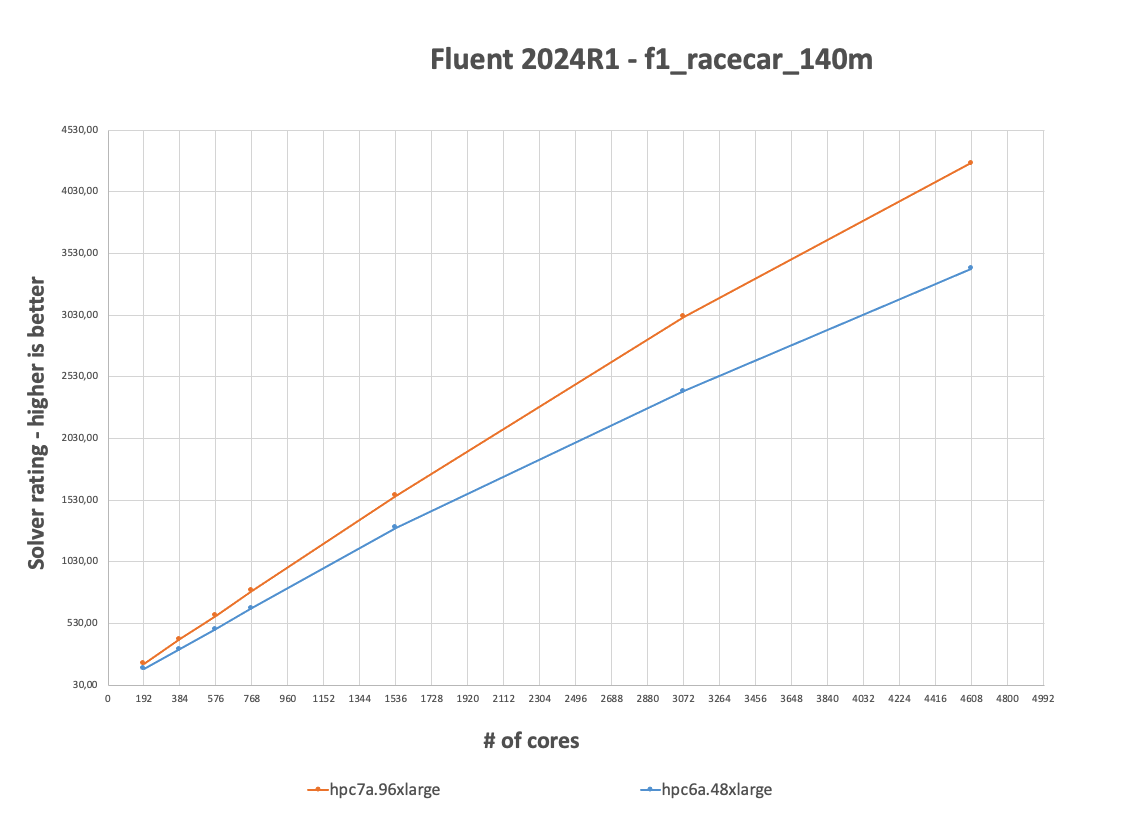 Fluent 2024R1 - f1_racecar_140m
Solver rating - higher is better
4530,00
4030,00
3530,00
3030,00
2530,00
2030,00
1530,00
1030,00
530,00
30,00
0 192 384 576 768 960 1152 1344 1536 1728 1920 2112 2304 2496 2688 2880 3072 3264 3456 3648 3840 4032 4224 4416 4608 4800 4992
# of cores
hpc7a.96xlarge hpc6a.48xlarge